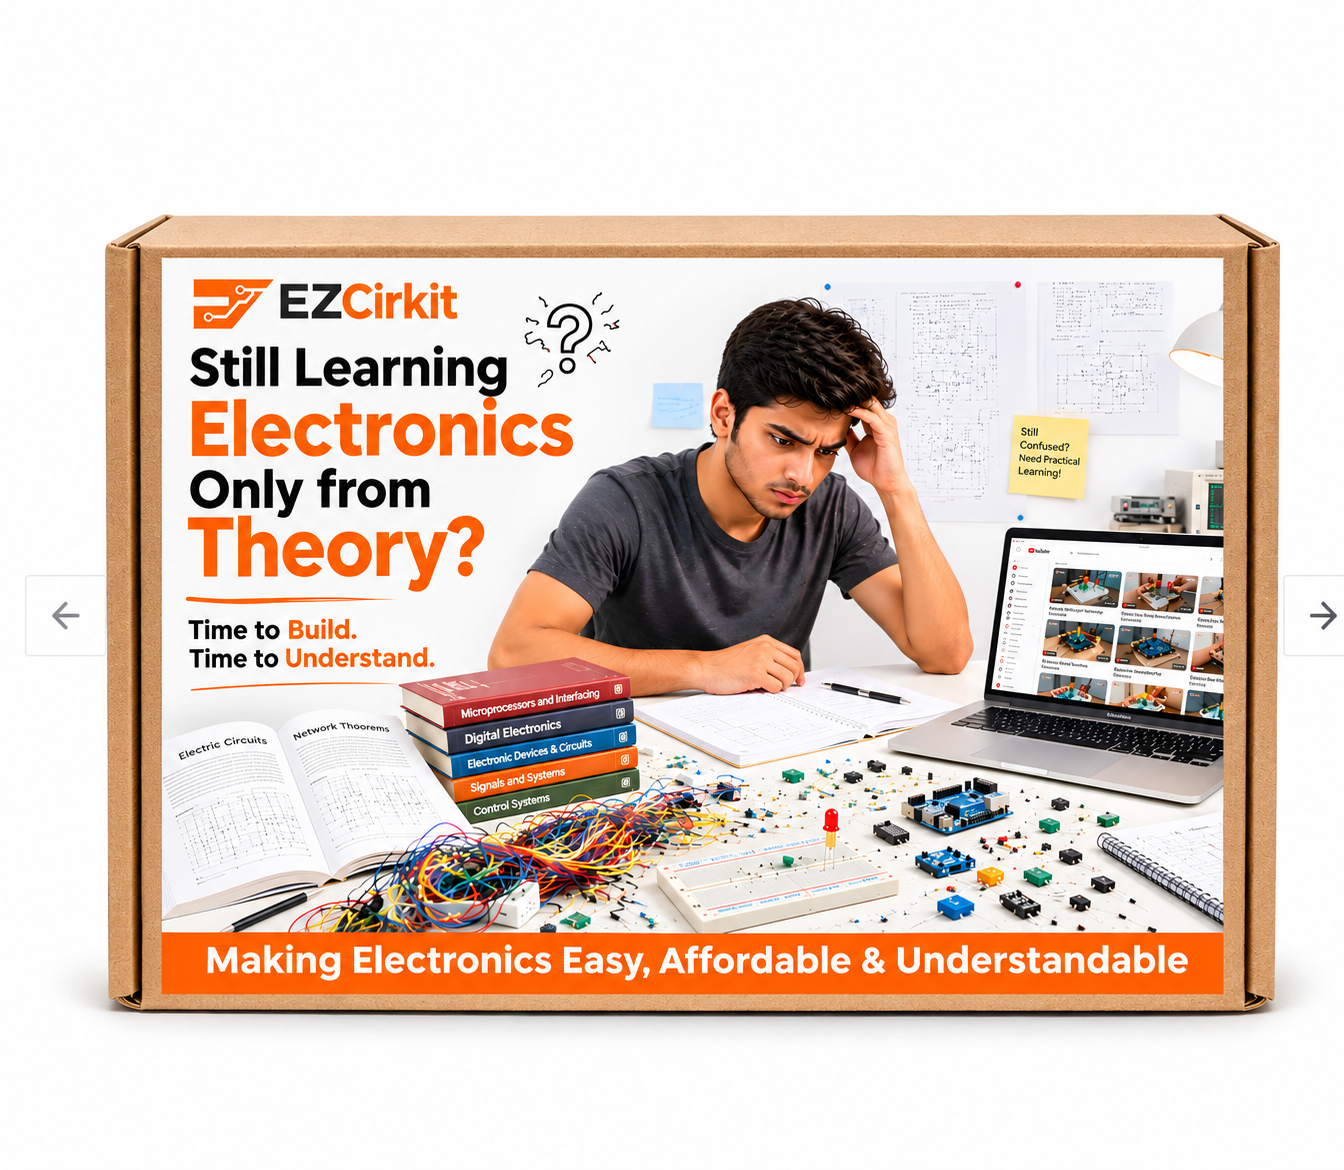 EZCirkit
Still Learning
Electronics
Only from
Theory?
Time to Build.
Time to Understand.
Still
Confused?
Need Practical
Learning!
YouTube
Microprocessors and Interfacing
Digital Electronics
Electronic Devices & Circuits
Signals and Systems
Control Systems
Electric Circuits
Network Thoorems
Making Electronics Easy, Affordable & Understandable